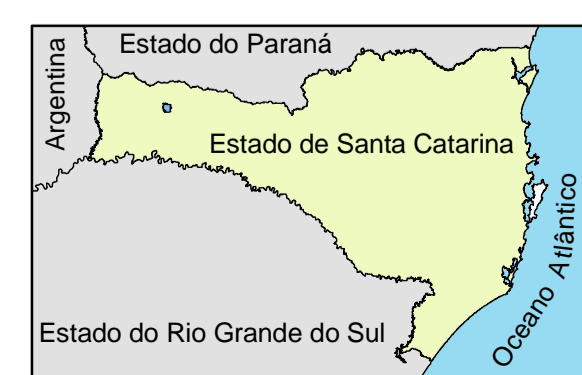 Estado do Paraná
Argentina
Estado de Santa Catarina
Oceano Atlântico
Estado do Rio Grande do Sul